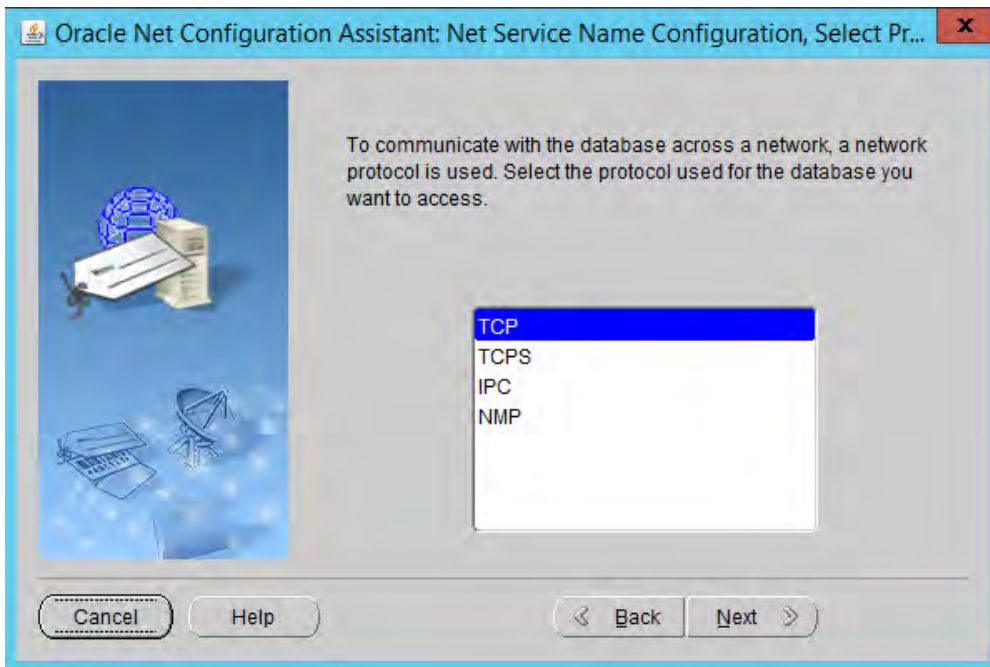 Oracle Net Configuration Assistant: Net Service Name Configuration, Select Pr...
To communicate with the database across a network, a network
protocol is used. Select the protocol used for the database you
want to access.
TCP
TCPS
IPC
NMP
Cancel Help Back Next